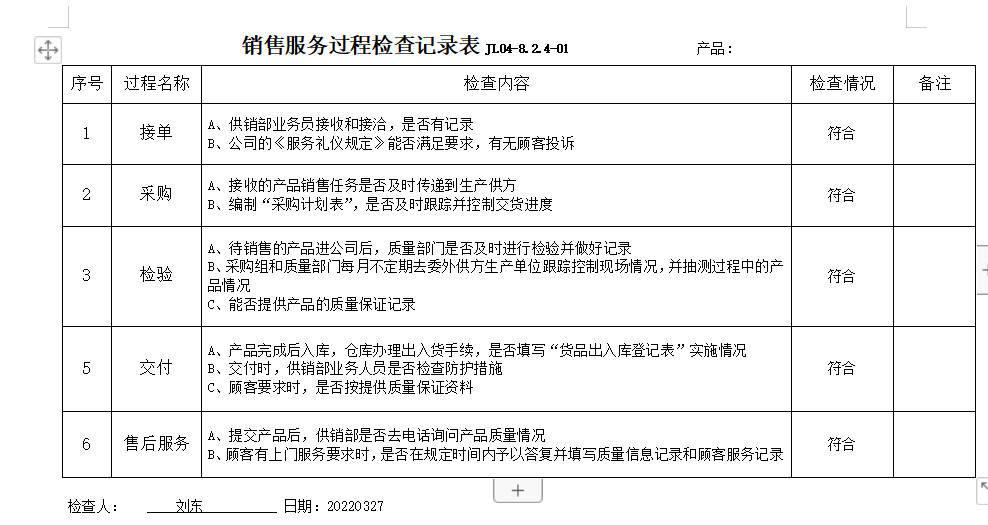 销售服务过程检查记录表 JL04-8.2.4-01 产品：
序号 过程名称 检查内容 检查情况 备注
1 接单 A、供销部业务员接收和接洽，是否有记录
B、公司的《服务礼仪规定》能否满足要求，有无顾客投诉 符合
2 采购 A、接收的产品销售任务是否及时传递到生产供方
B、编制“采购计划表”，是否及时跟踪并控制交货进度 符合
3 检验 A、待销售的产品进公司后，质量部门是否及时进行检验并做好记录
B、采购组和质量部门每月不定期去委外供方生产单位跟踪控制现场情况，并抽测过程中的产
品情况
C、能否提供产品的质量保证记录 符合
5 交付 A、产品完成后入库，仓库办理出入货手续，是否填写“货品出入库登记表”实施情况
B、交付时，供销部业务人员是否检查防护措施
C、顾客要求时，是否按提供质量保证资料 符合
6 售后服务 A、提交产品后，供销部是否去电话询问产品质量情况
B、顾客有上门服务要求时，是否在规定时间内予以答复并填写质量信息记录和顾客服务记录 符合
检查人： 刘东 日期：20220327